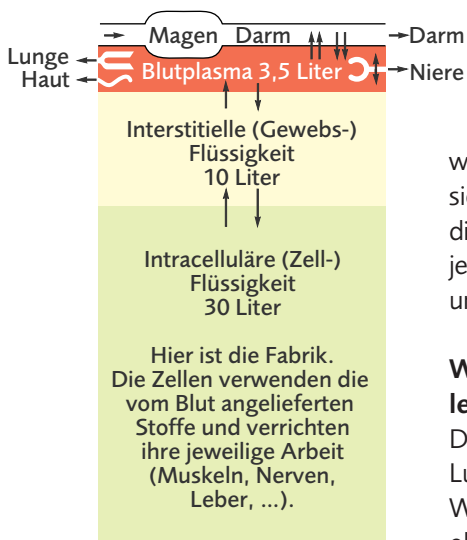 Magen Darm
Darm
Lunge
Haut
Blutplasma 3,5 Liter
Niere
Interstitielle (Gewebs-)
Flüssigkeit
10 Liter
Intracelluläre (Zell-)
Flüssigkeit
30 Liter
Hier ist die Fabrik.
Die Zellen verwenden die
vom Blut angelieferten
Stoffe und verrichten
ihre jeweilige Arbeit
(Muskeln, Nerven,
Leber, ...).